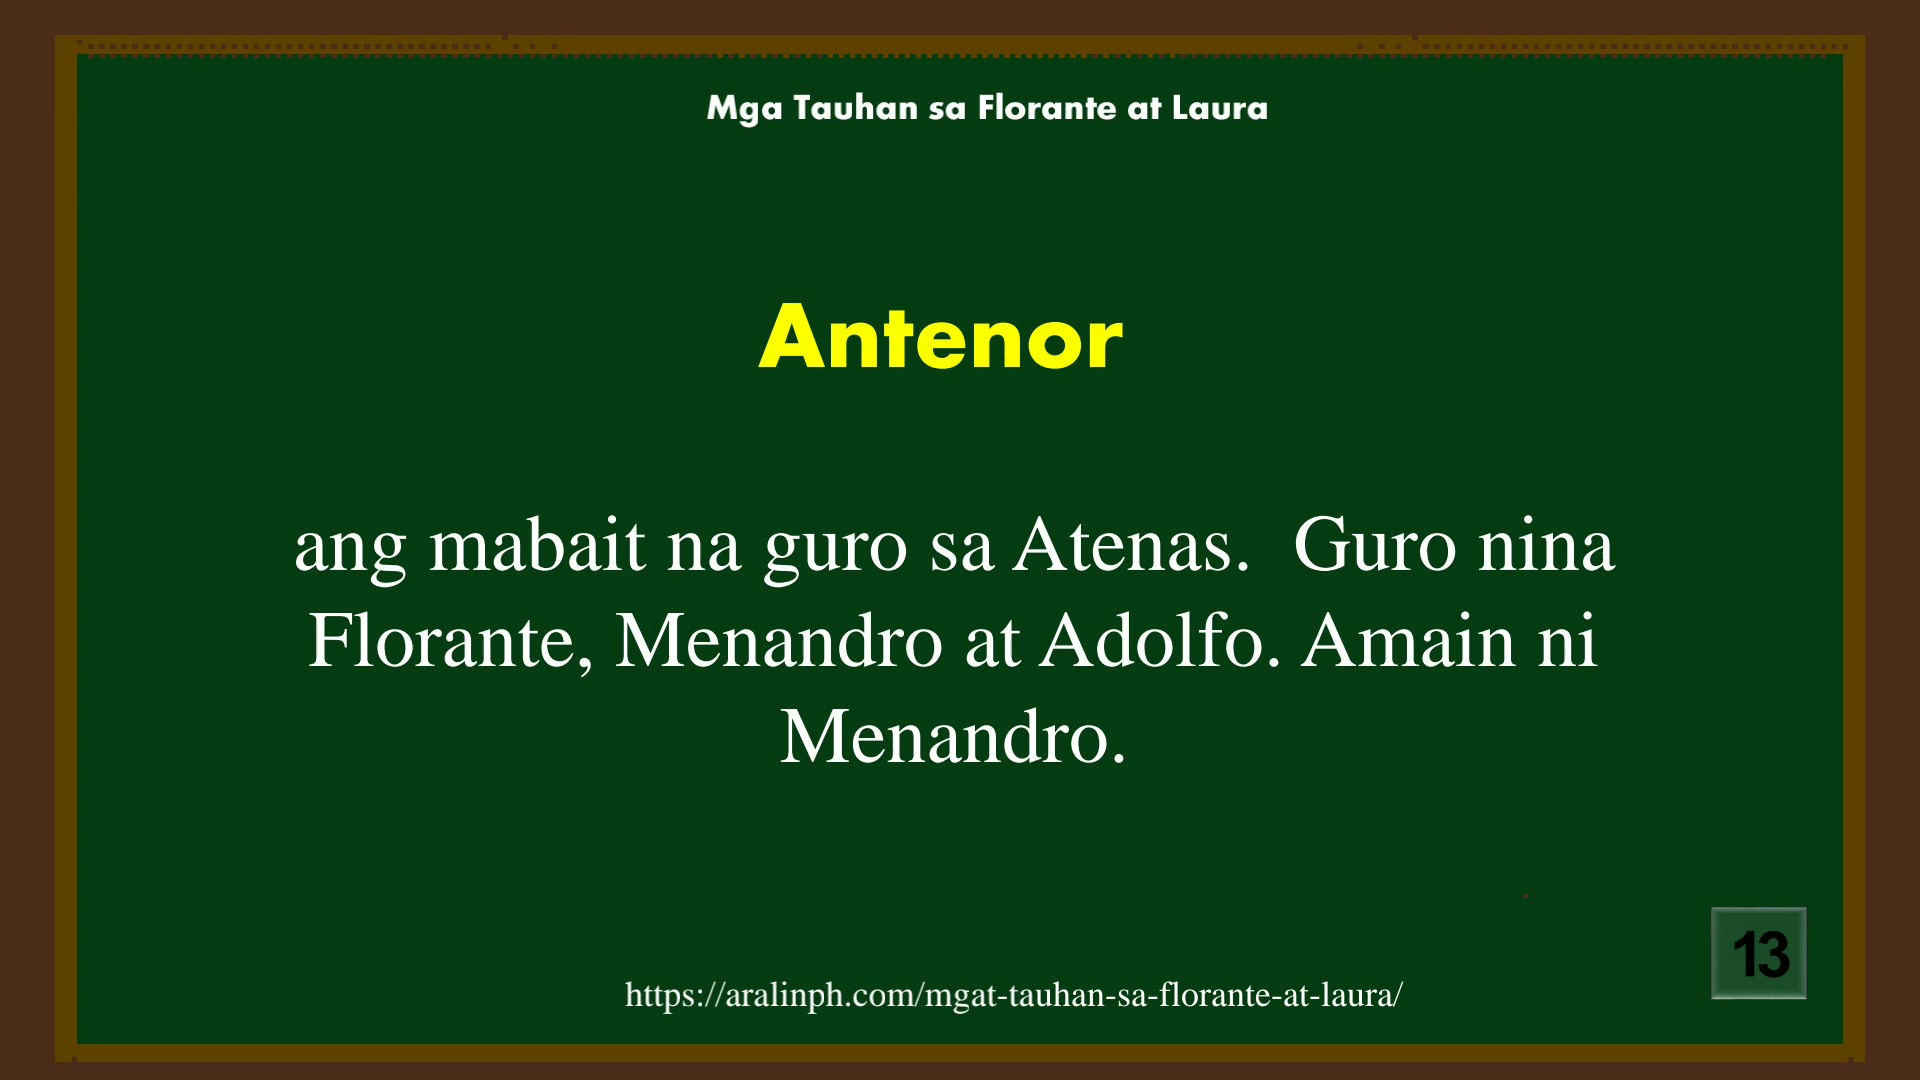 Mga Tauhan sa Florante at Laura
Antenor
ang mabait na guro sa Atenas.  Guro nina
Florante, Menandro at Adolfo. Amain ni
Menandro.
13
https://aralinph.com/mgat-tauhan-sa-florante-at-laura/